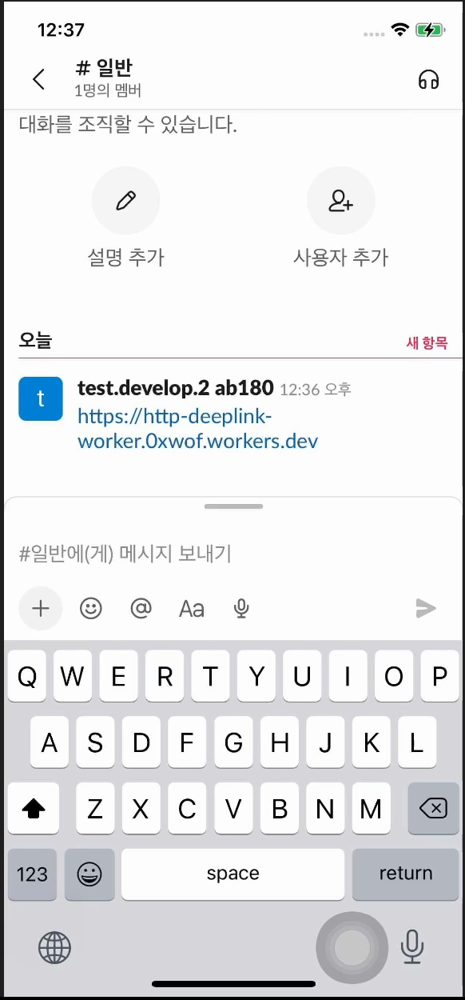 12:37
# 일반
1명의 멤버
대화를 조직할 수 있습니다.
설명 추가
사용자 추가
오늘
새 항목
t
test.develop.2 ab180 12:36 오후
https://http-deeplink-
worker.0xwof.workers.dev
#일반에(게) 메시지 보내기
@ Aa
Q W E R T Y U I O P
A S D F G H J K L
Z X C V B N M
123 space return